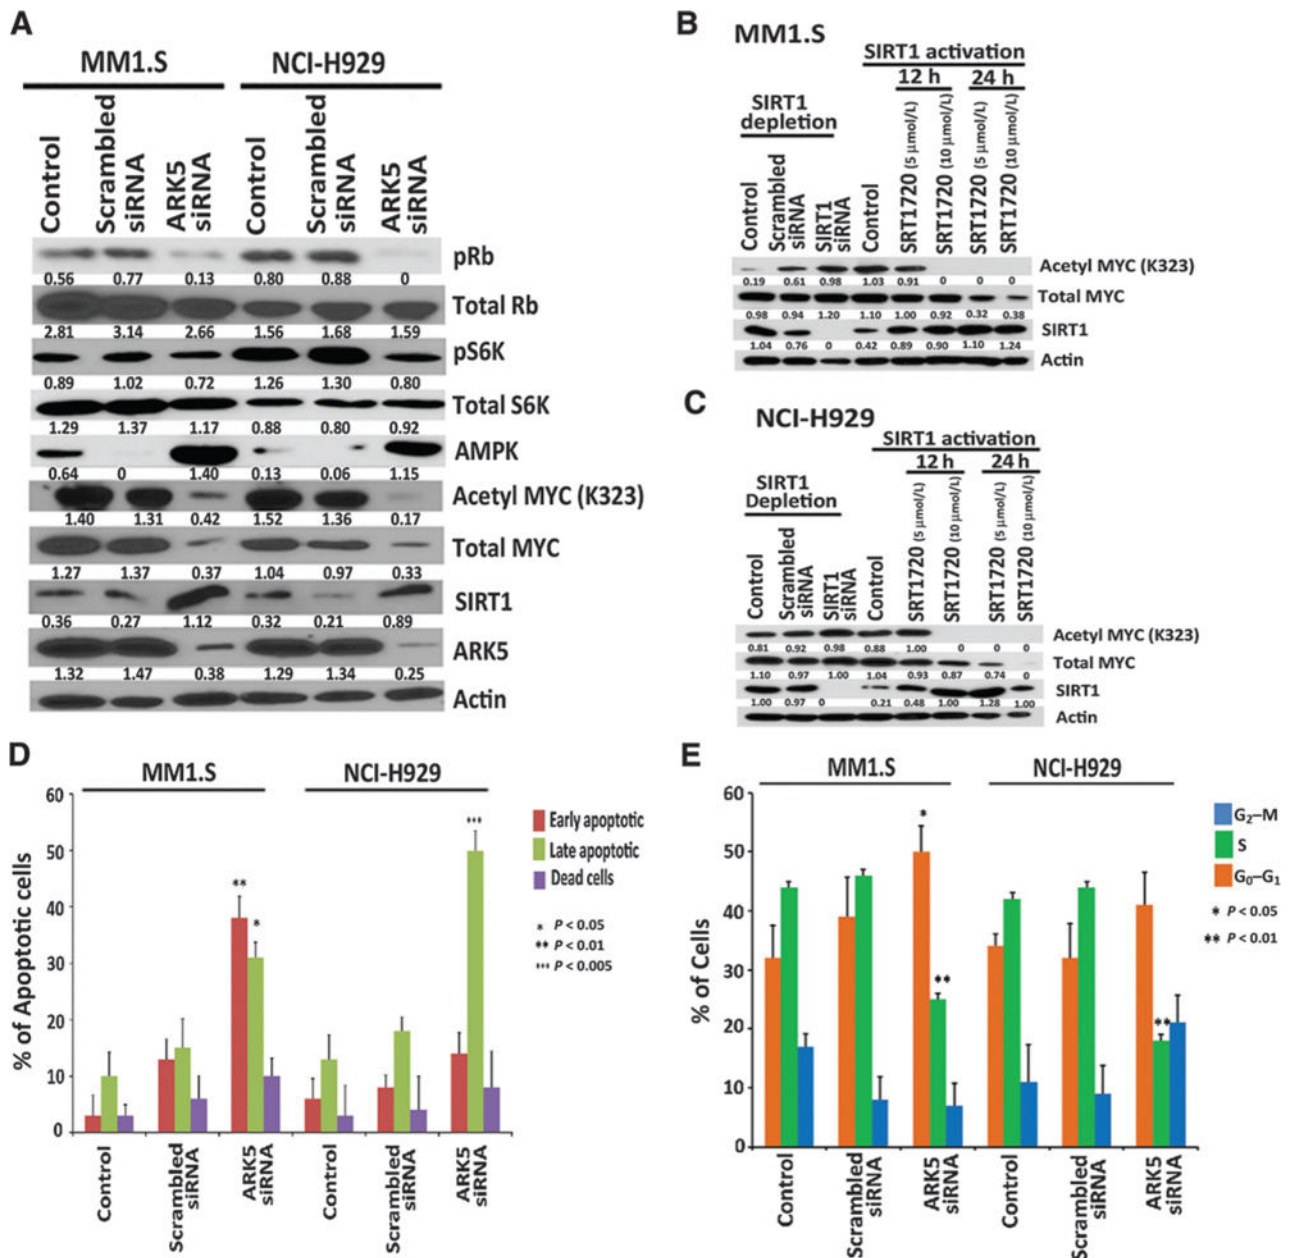 A
MM1.S
NCI-H929
Control
Scrambled
siRNA
ARK5
siRNA
Control
Scrambled
siRNA
ARK5
siRNA
pRb
0.56 0.77 0.13 0.80 0.88 0
Total Rb
2.81 3.14 2.66 1.56 1.68 1.59
pS6K
0.89 1.02 0.72 1.26 1.30 0.80
Total S6K
1.29 1.37 1.17 0.88 0.80 0.92
AMPK
0.64 0 1.40 0.13 0.06 1.15
Acetyl MYC (K323)
1.40 1.31 0.42 1.52 1.36 0.17
Total MYC
1.27 1.37 0.37 1.04 0.97 0.33
SIRT1
0.36 0.27 1.12 0.32 0.21 0.89
ARK5
1.32 1.47 0.38 1.29 1.34 0.25
Actin
B
MM1.S
SIRT1 activation
12 h 24 h
SIRT1
depletion
Control
Scrambled
siRNA
SIRT1
siRNA
Control
SRT1720 (5 μmol/L)
SRT1720 (10 μmol/L)
SRT1720 (5 μmol/L)
SRT1720 (10 μmol/L)
Acetyl MYC (K323)
0.19 0.61 0.98 1.03 0.91 0 0 0
Total MYC
0.98 0.94 1.20 1.10 1.00 0.92 0.32 0.38
SIRT1
1.04 0.76 0 0.42 0.89 0.90 1.10 1.24
Actin
C
NCI-H929
SIRT1 activation
12 h 24 h
SIRT1
Depletion
Control
Scrambled
siRNA
SIRT1
siRNA
Control
SRT1720 (5 μmol/L)
SRT1720 (10 μmol/L)
SRT1720 (5 μmol/L)
SRT1720 (10 μmol/L)
Acetyl MYC (K323)
0.81 0.92 0.98 0.88 1.00 0 0 0
Total MYC
1.10 0.97 1.00 1.04 0.93 0.87 0.74 0
SIRT1
1.00 0.97 0 0.21 0.48 1.00 1.28 1.00
Actin
D
MM1.S
NCI-H929
% of Apoptotic cells
60
50
40
30
20
10
0
**
*
***
Early apoptotic
Late apoptotic
Dead cells
* P < 0.05
** P < 0.01
*** P < 0.005
Control
Scrambled
siRNA
ARK5
siRNA
Control
Scrambled
siRNA
ARK5
siRNA
E
MM1.S
NCI-H929
% of Cells
60
50
40
30
20
10
0
*
**
**
G₂–M
S
G₀–G₁
* P < 0.05
** P < 0.01
Control
Scrambled
siRNA
ARK5
siRNA
Control
Scrambled
siRNA
ARK5
siRNA